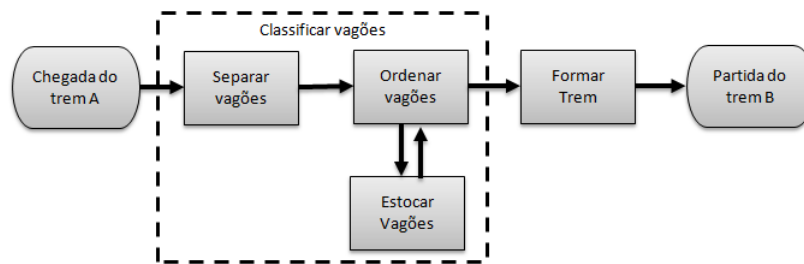 Classificar vagões
Chegada do
trem A
Separar
vagões
Ordenar
vagões
Formar
Trem
Partida do
trem B
Estocar
Vagões